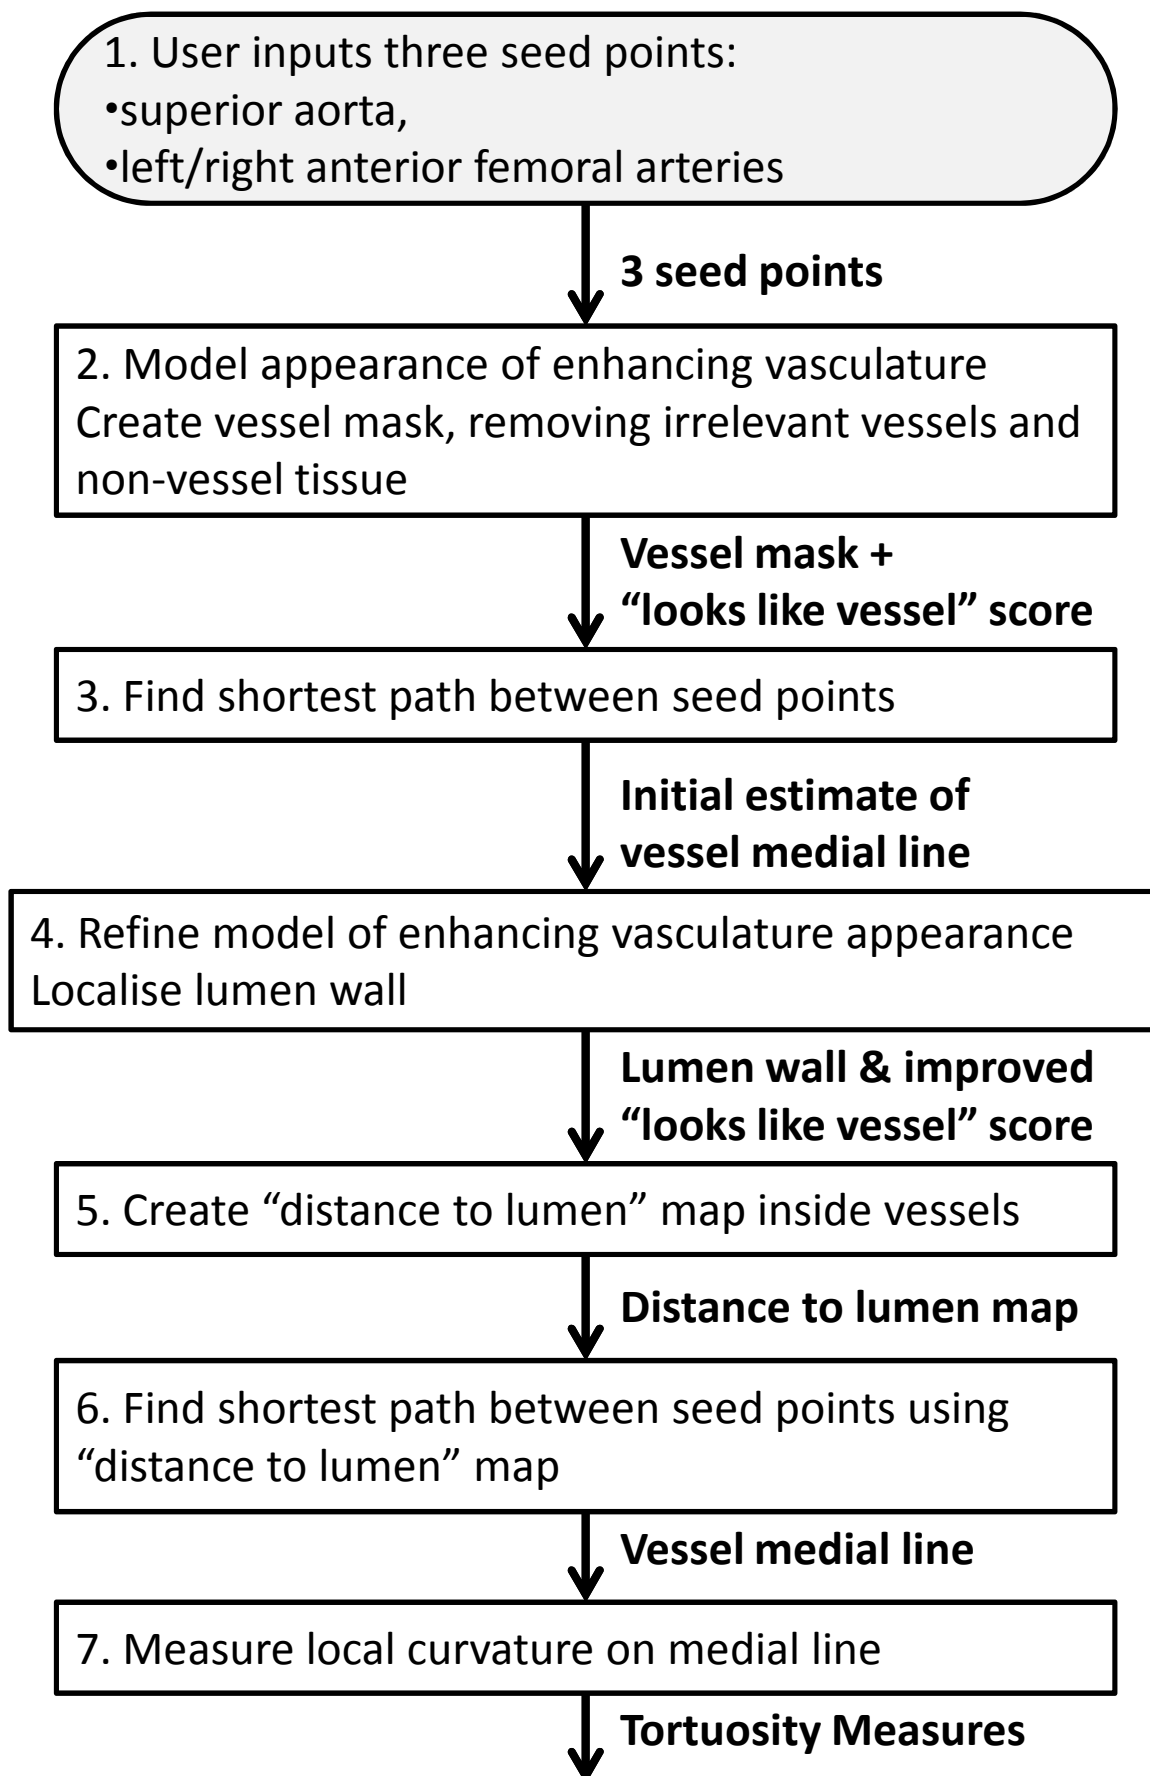 1. User inputs three seed points:
•superior aorta,
•left/right anterior femoral arteries
3 seed points
2. Model appearance of enhancing vasculature
Create vessel mask, removing irrelevant vessels and
non-vessel tissue
Vessel mask +
“looks like vessel” score
3. Find shortest path between seed points
Initial estimate of
vessel medial line
4. Refine model of enhancing vasculature appearance
Localise lumen wall
Lumen wall & improved
“looks like vessel” score
5. Create “distance to lumen” map inside vessels
Distance to lumen map
6. Find shortest path between seed points using
“distance to lumen” map
Vessel medial line
7. Measure local curvature on medial line
Tortuosity Measures